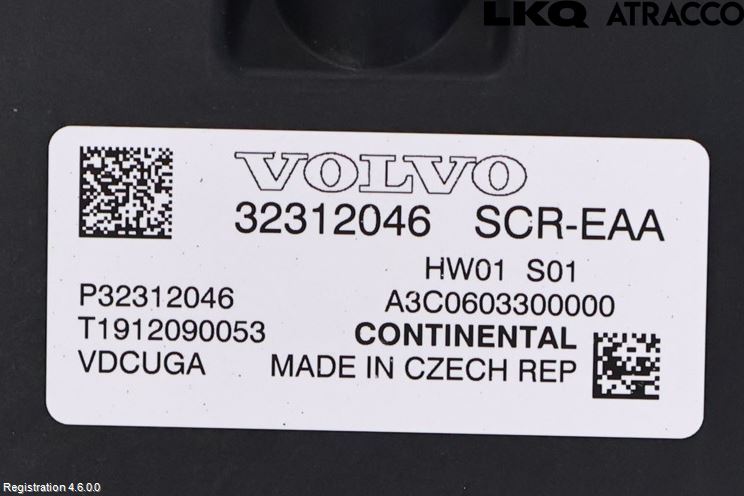 LKQ ATRACCO
VOLVO
32312046 SCR-EAA
HW01 S01
P32312046 A3C0603300000
T1912090053 CONTINENTAL
VDCUGA MADE IN CZECH REP
Registration 4.6.0.0